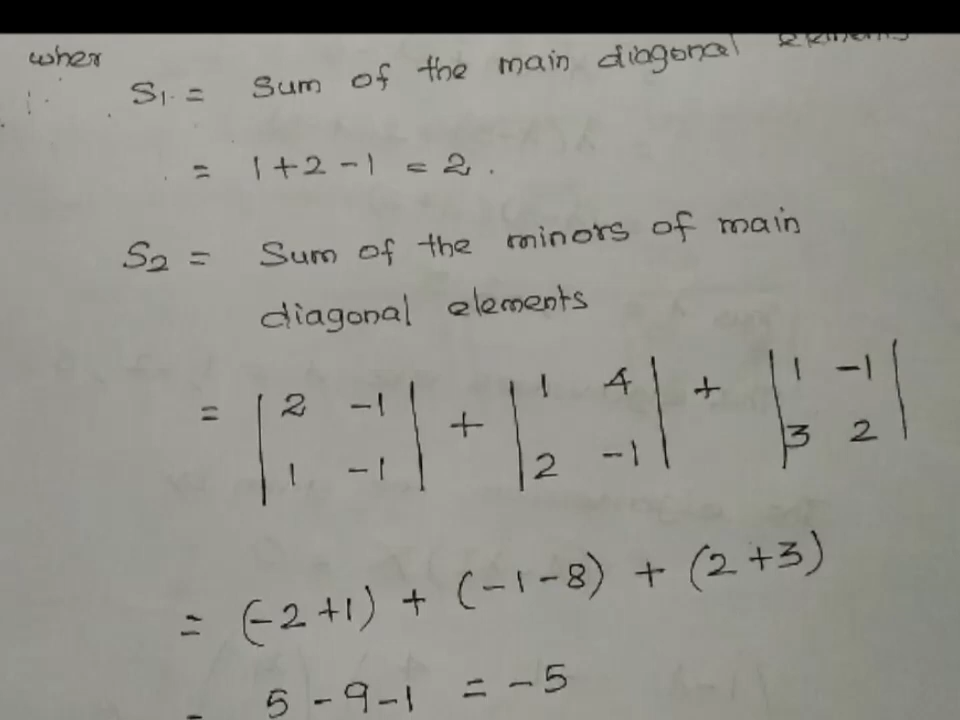 wher
S1 = Sum of the main diagonal elements
= 1+2-1 = 2.
S2 = Sum of the minors of main
diagonal elements
= | 2 -1 | + | 1 4 | + | 1 -1 |
| 1 -1 | | 2 -1 | | 3 2 |
= (-2+1) + (-1-8) + (2+3)
= 5-9-1 = -5